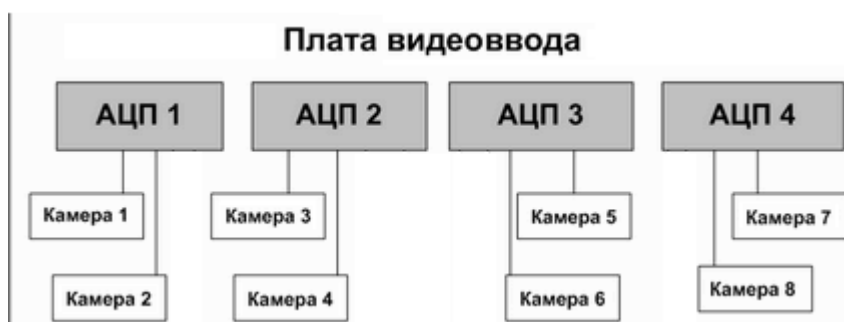 Плата видеоввода
АЦП 1 АЦП 2 АЦП 3 АЦП 4
Камера 1 Камера 3 Камера 5 Камера 7
Камера 2 Камера 4 Камера 6 Камера 8